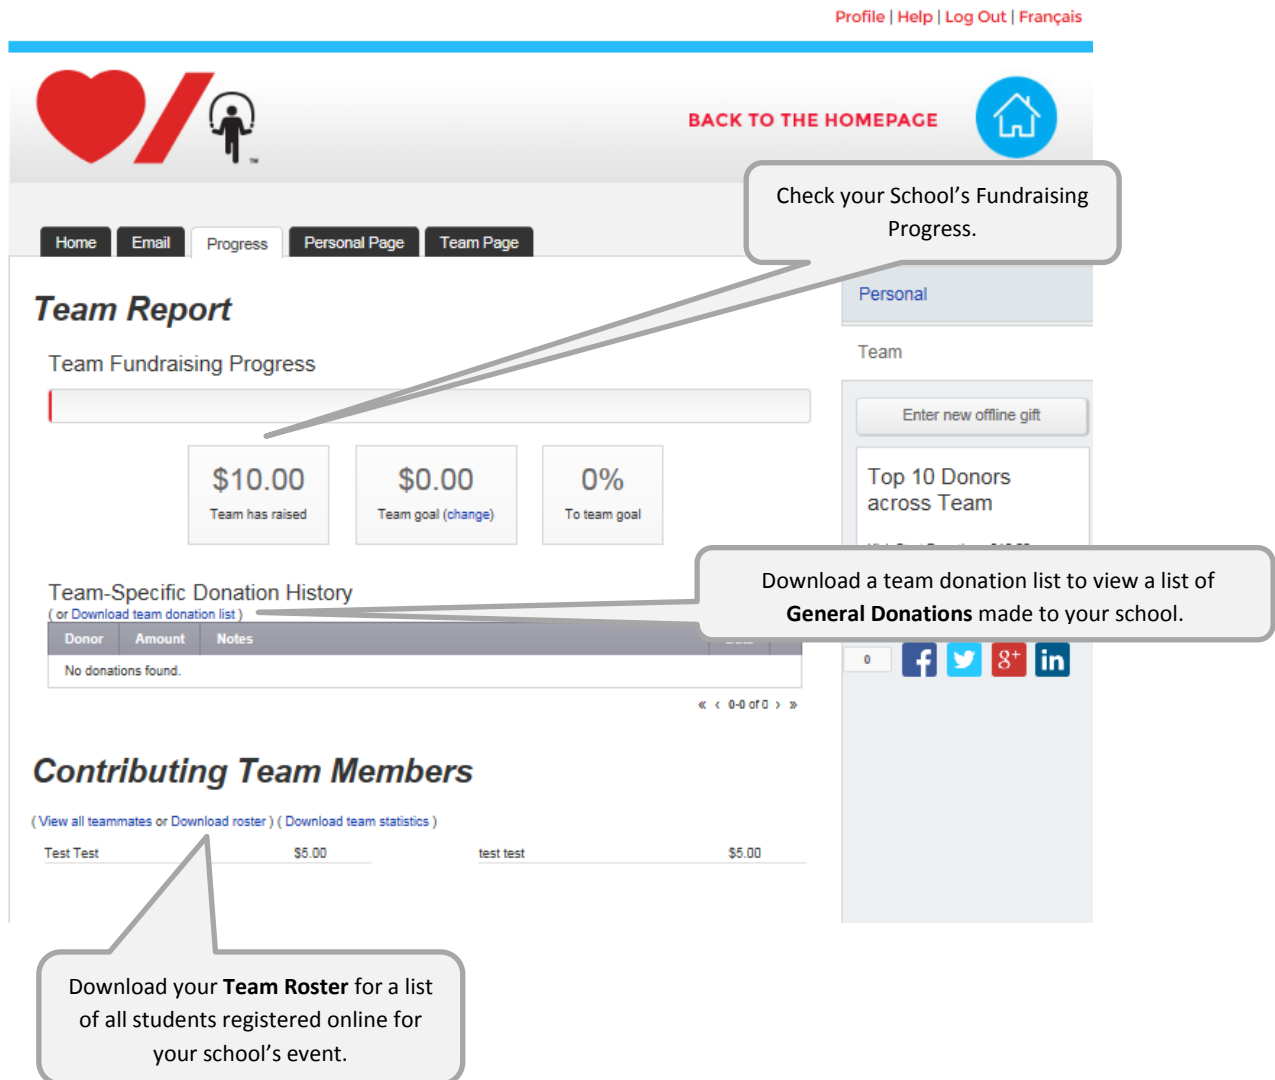 Profile | Help | Log Out | Français
BACK TO THE HOMEPAGE
TM
Check your School's Fundraising
Progress.
Home Email Progress Personal Page Team Page
Personal
Team Report
Team
Team Fundraising Progress
Enter new offline gift
$10.00 $0.00 0%
Team has raised Team goal (change) To team goal
Top 10 Donors
across Team
Download a team donation list to view a list of
General Donations made to your school.
Team-Specific Donation History
( or Download team donation list )
Donor Amount Notes
No donations found.
0 f 8+ in
« ‹ 0-0 of 0 › »
Contributing Team Members
( View all teammates or Download roster ) ( Download team statistics )
Test Test $5.00 test test $5.00
Download your Team Roster for a list
of all students registered online for
your school's event.